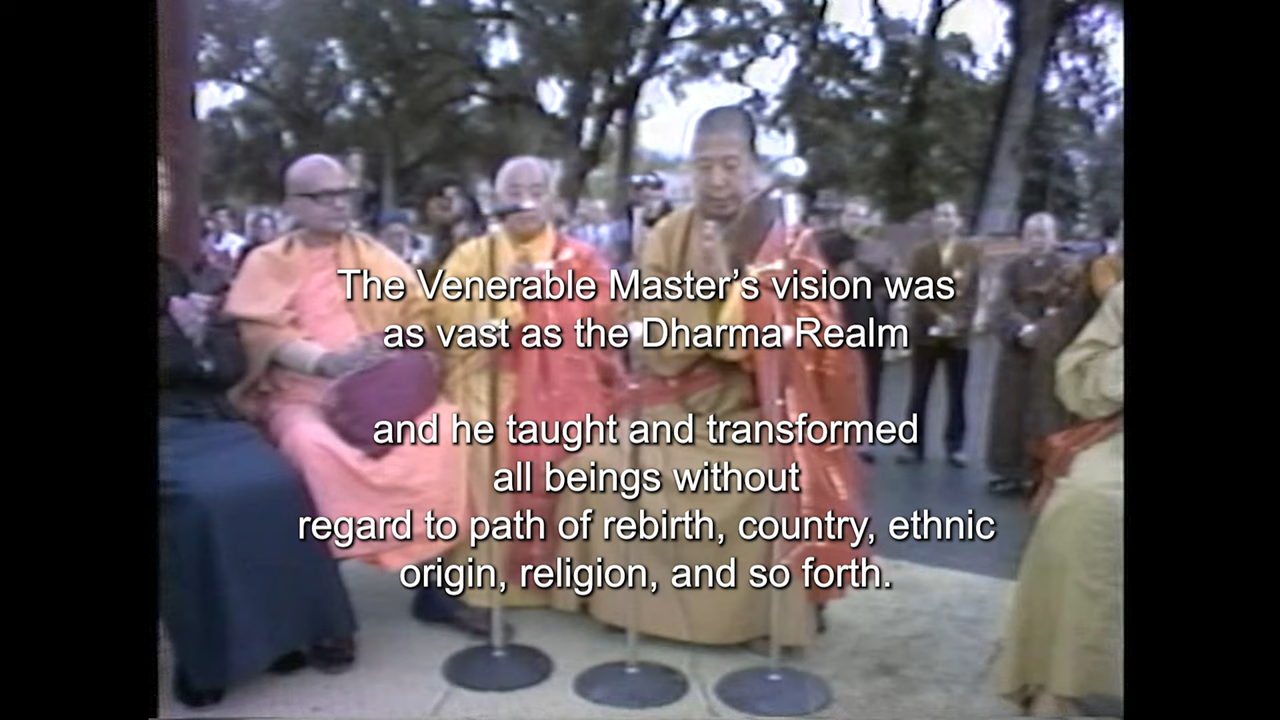 The Venerable Master’s vision was
as vast as the Dharma Realm
and he taught and transformed
all beings without
regard to path of rebirth, country, ethnic
origin, religion, and so forth.